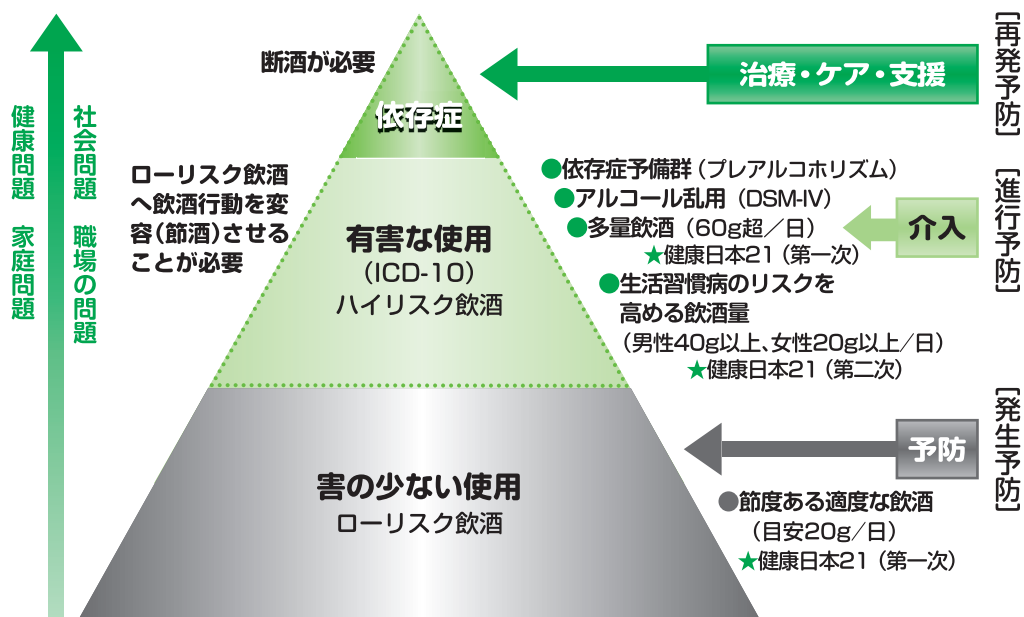 健康問題 家庭問題
社会問題 職場の問題
断酒が必要
依存症
治療・ケア・支援
[再発予防]
ローリスク飲酒
へ飲酒行動を変
容(節酒)させる
ことが必要
有害な使用
(ICD-10)
ハイリスク飲酒
●依存症予備群(プレアルコホリズム)
●アルコール乱用(DSM-IV)
●多量飲酒(60g超/日)
★健康日本21(第一次)
●生活習慣病のリスクを
高める飲酒量
(男性40g以上、女性20g以上/日)
★健康日本21(第二次)
介入
[進行予防]
害の少ない使用
ローリスク飲酒
予防
[発生予防]
●節度ある適度な飲酒
(目安20g/日)
★健康日本21(第一次)